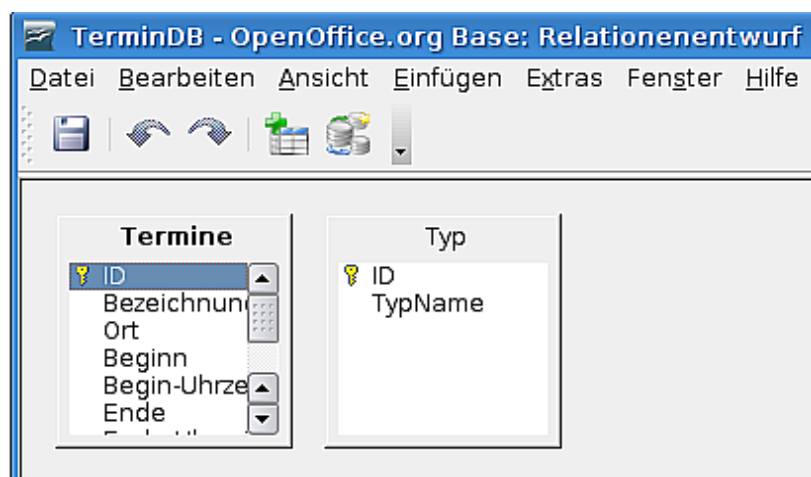 TerminDB - OpenOffice.org Base: Relationenentwurf
Datei Bearbeiten Ansicht Einfügen Extras Fenster Hilfe
Termine
ID
Bezeichnun
Ort
Beginn
Begin-Uhrze
Ende
Typ
ID
TypName